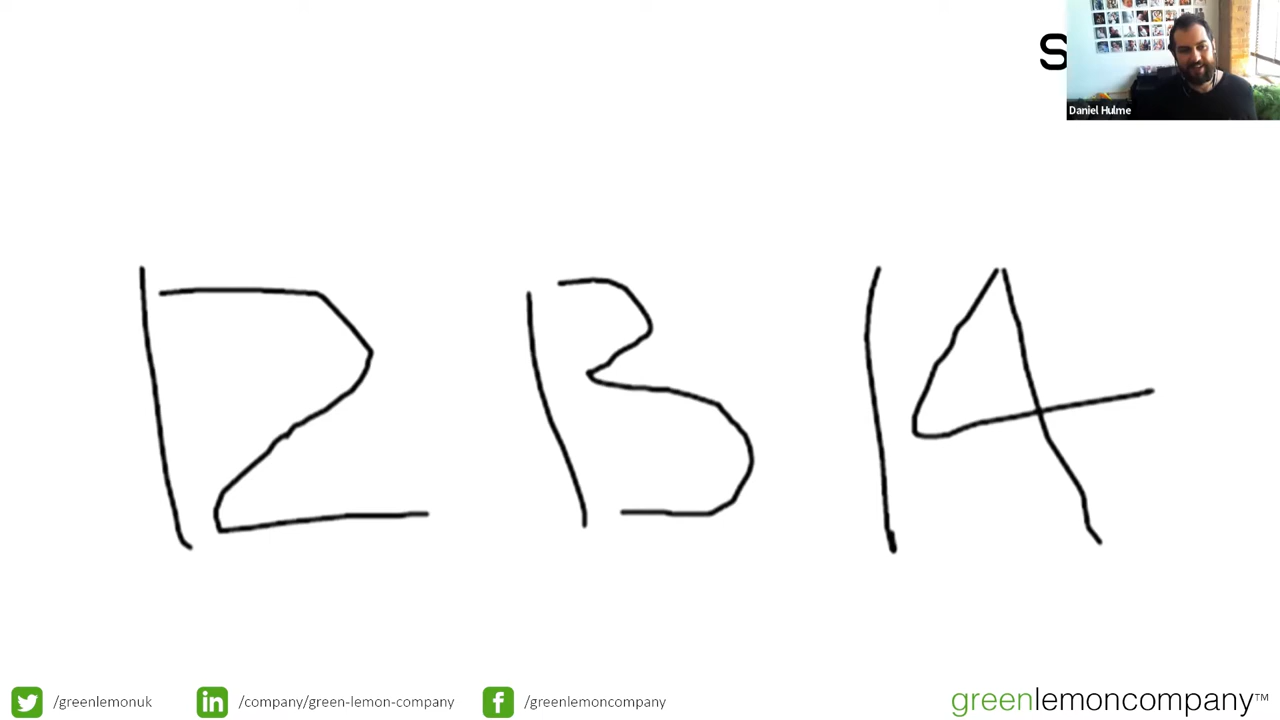 S
Daniel Hulme
12 13 14
/greenlemonuk /company/green-lemon-company /greenlemoncompany greenlemoncompany™